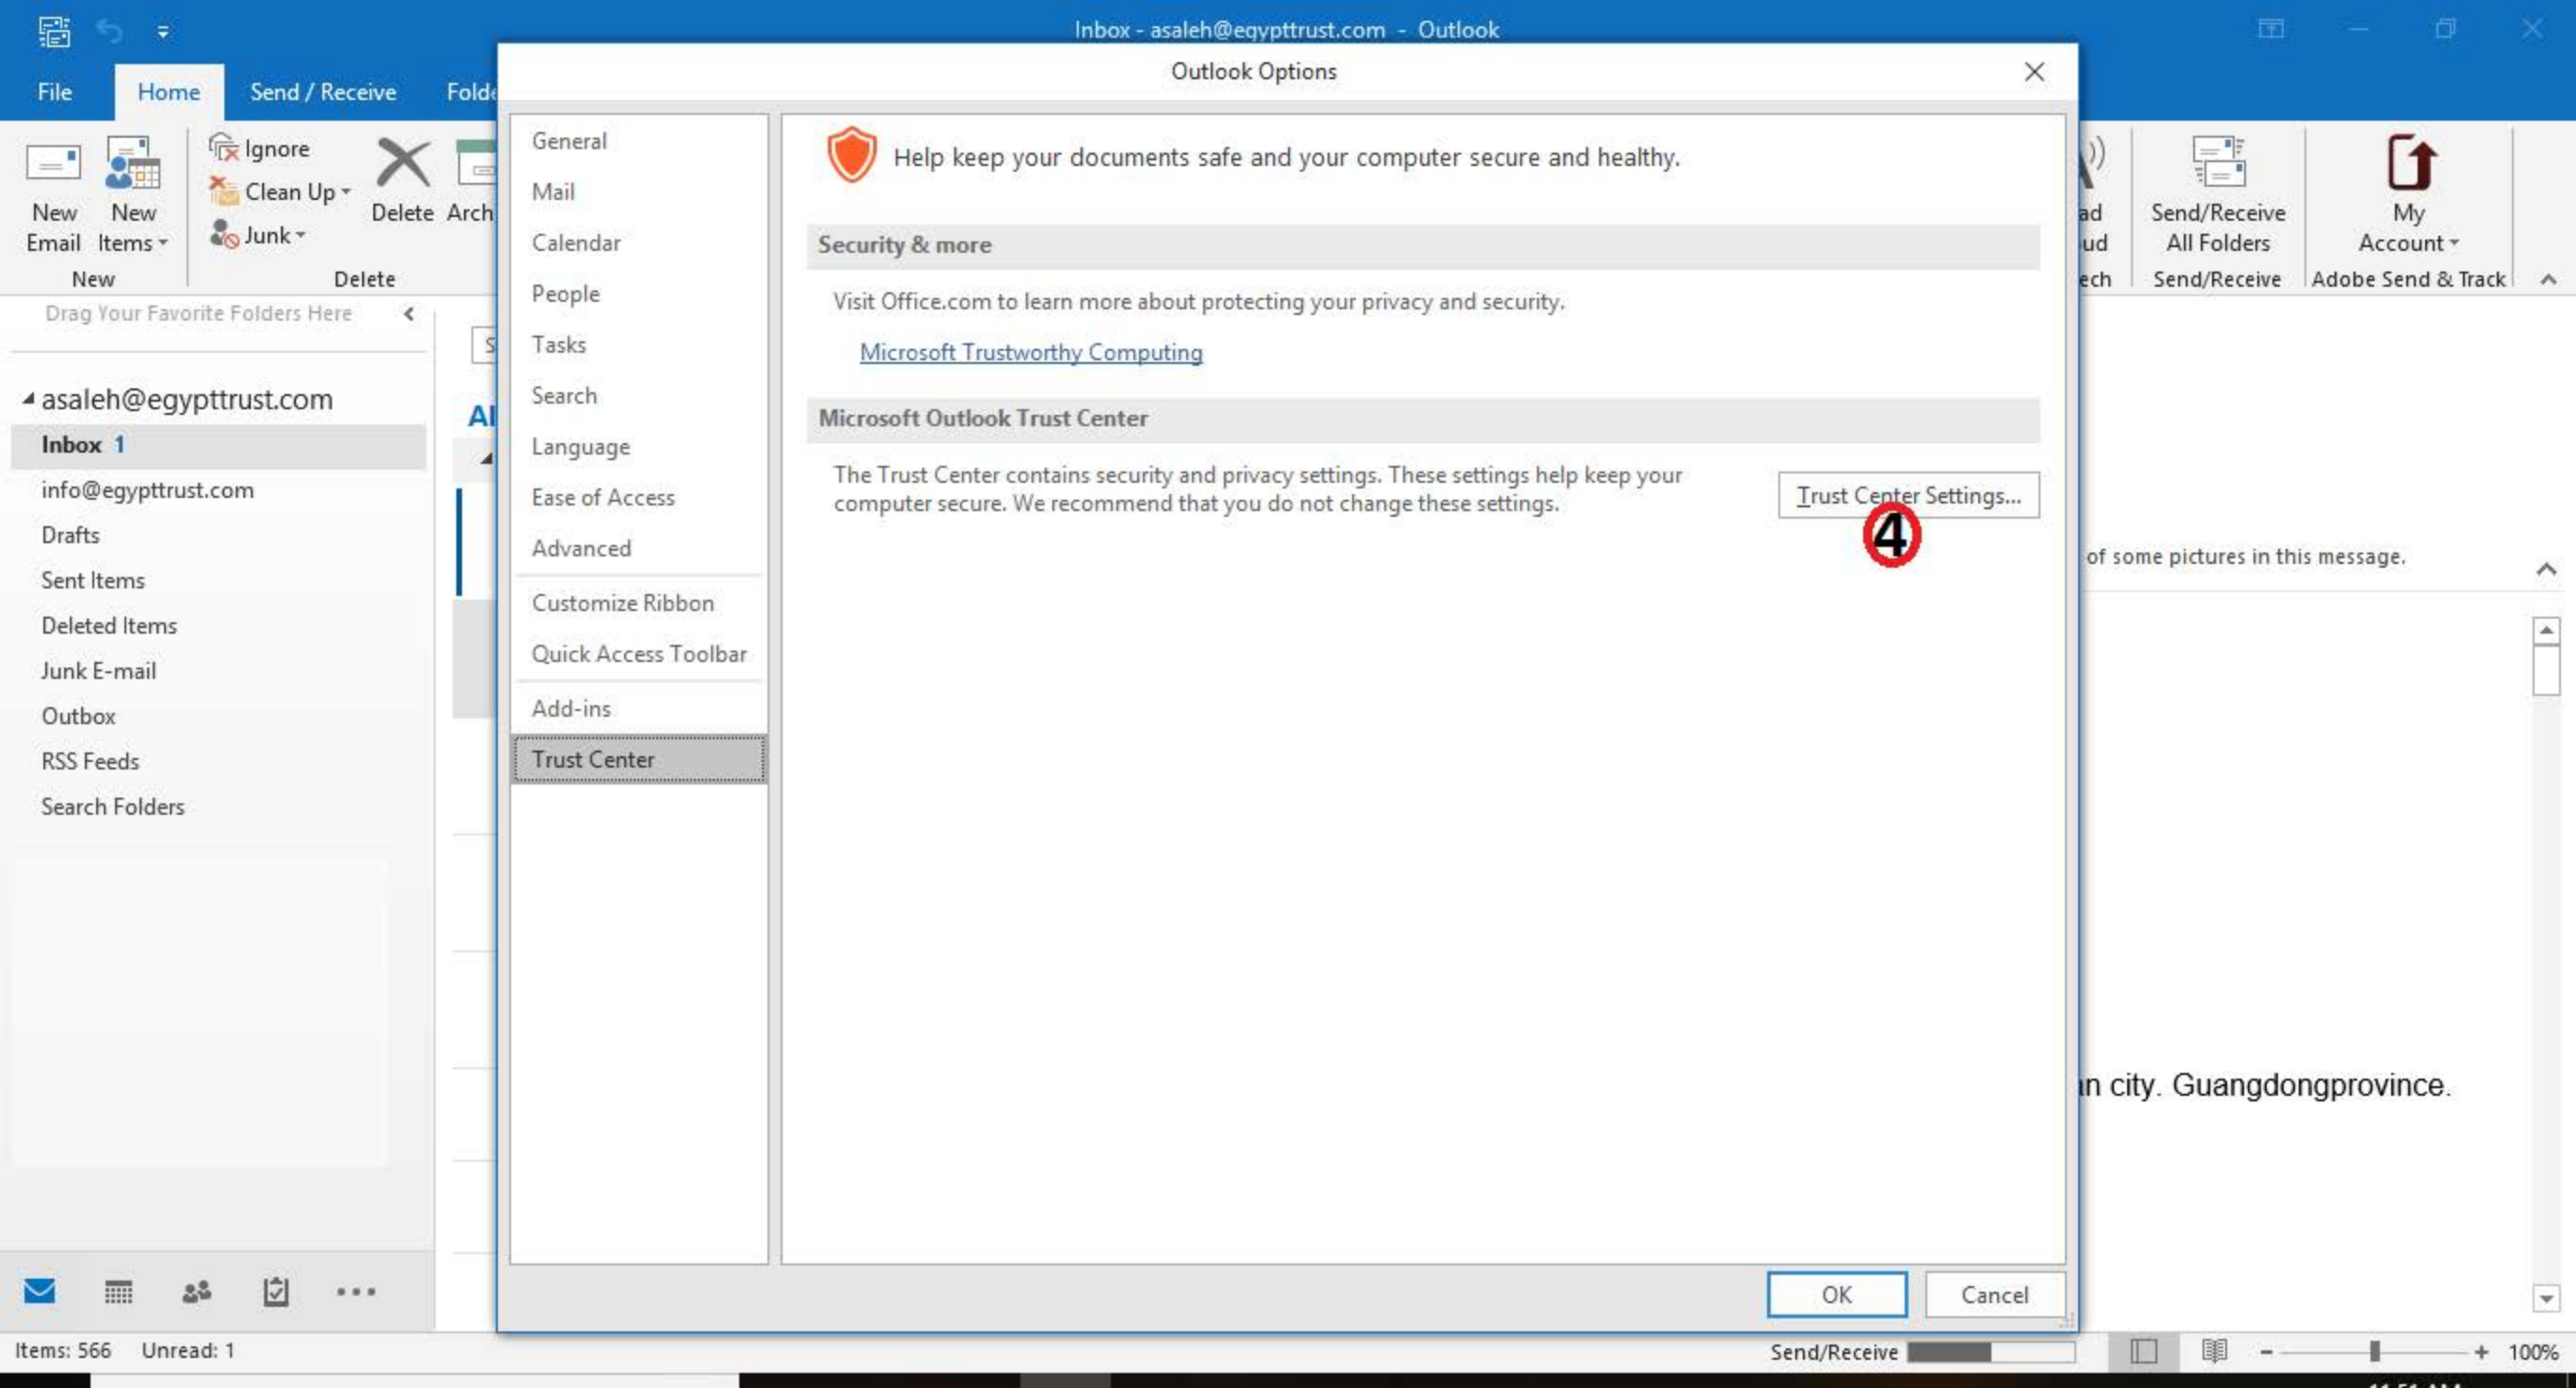 Inbox - asaleh@egypttrust.com - Outlook
File Home Send / Receive
New Email
New Items
New
Ignore
Clean Up
Junk
Delete
Delete
Drag Your Favorite Folders Here
asaleh@egypttrust.com
Inbox 1
info@egypttrust.com
Drafts
Sent Items
Deleted Items
Junk E-mail
Outbox
RSS Feeds
Search Folders
Outlook Options
General
Mail
Calendar
People
Tasks
Search
Language
Ease of Access
Advanced
Customize Ribbon
Quick Access Toolbar
Add-ins
Trust Center
Help keep your documents safe and your computer secure and healthy.
Security & more
Visit Office.com to learn more about protecting your privacy and security.
Microsoft Trustworthy Computing
Microsoft Outlook Trust Center
The Trust Center contains security and privacy settings. These settings help keep your
computer secure. We recommend that you do not change these settings.
Trust Center Settings...
4
OK Cancel
Send/Receive
All Folders
Send/Receive
My
Account
Adobe Send & Track
of some pictures in this message.
city. Guangdongprovince.
Items: 566 Unread: 1
Send/Receive
100%